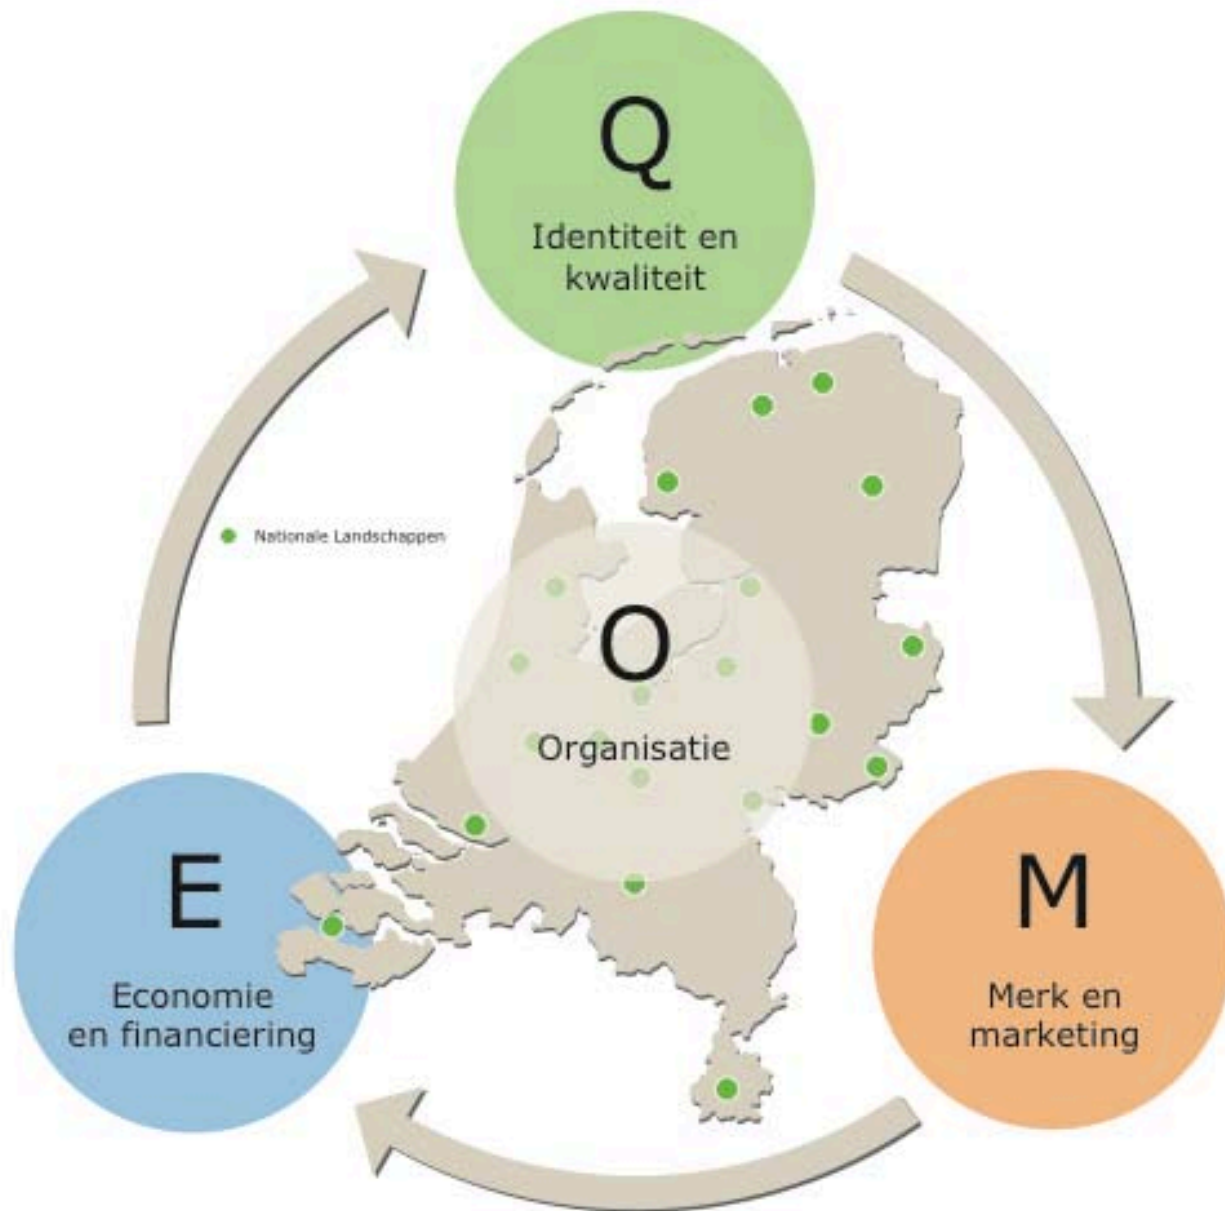 Q
Identiteit en
kwaliteit
Nationale Landschappen
O
Organisatie
E
Economie
en financiering
M
Merk en
marketing